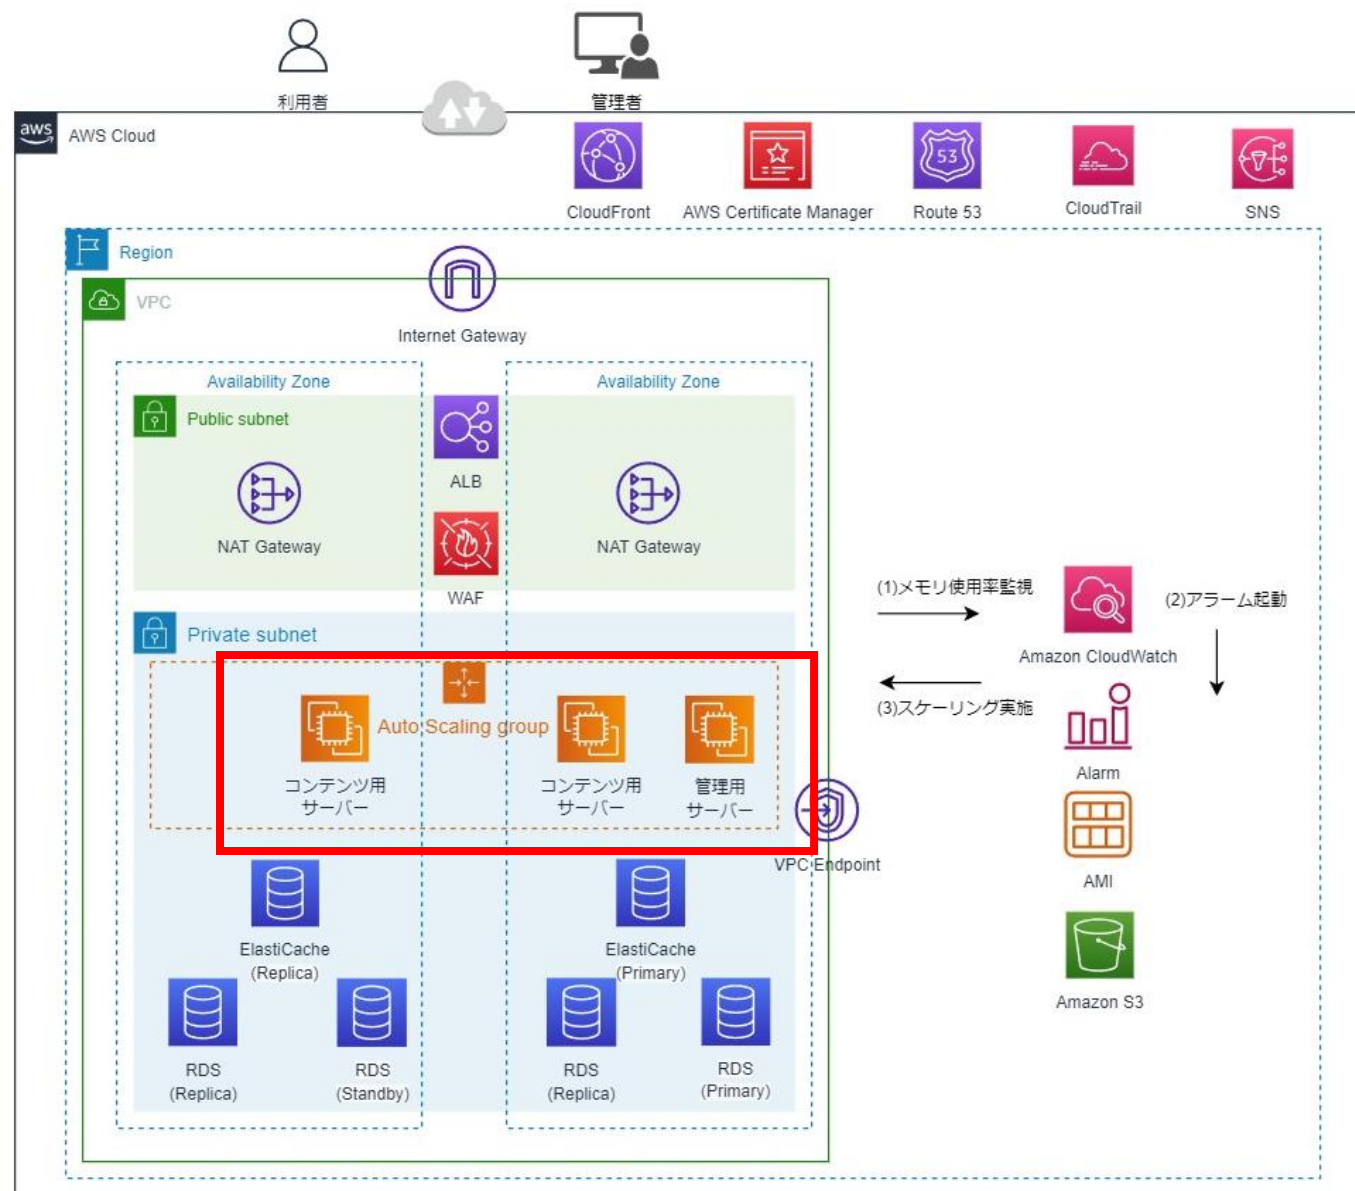 利用者
管理者
aws
AWS Cloud
53
CloudFront
AWS Certificate Manager
Route 53
CloudTrail
SNS
Region
VPC
Internet Gateway
Availability Zone
Availability Zone
Public subnet
ALB
NAT Gateway
NAT Gateway
WAF
Private subnet
(1)メモリ使用率監視
(2)アラーム起動
Amazon CloudWatch
(3)スケーリング実施
Auto Scaling group
コンテンツ用
サーバー
コンテンツ用
サーバー
管理用
サーバー
Alarm
VPC Endpoint
AMI
ElastiCache
(Replica)
ElastiCache
(Primary)
Amazon S3
RDS
(Replica)
RDS
(Standby)
RDS
(Replica)
RDS
(Primary)